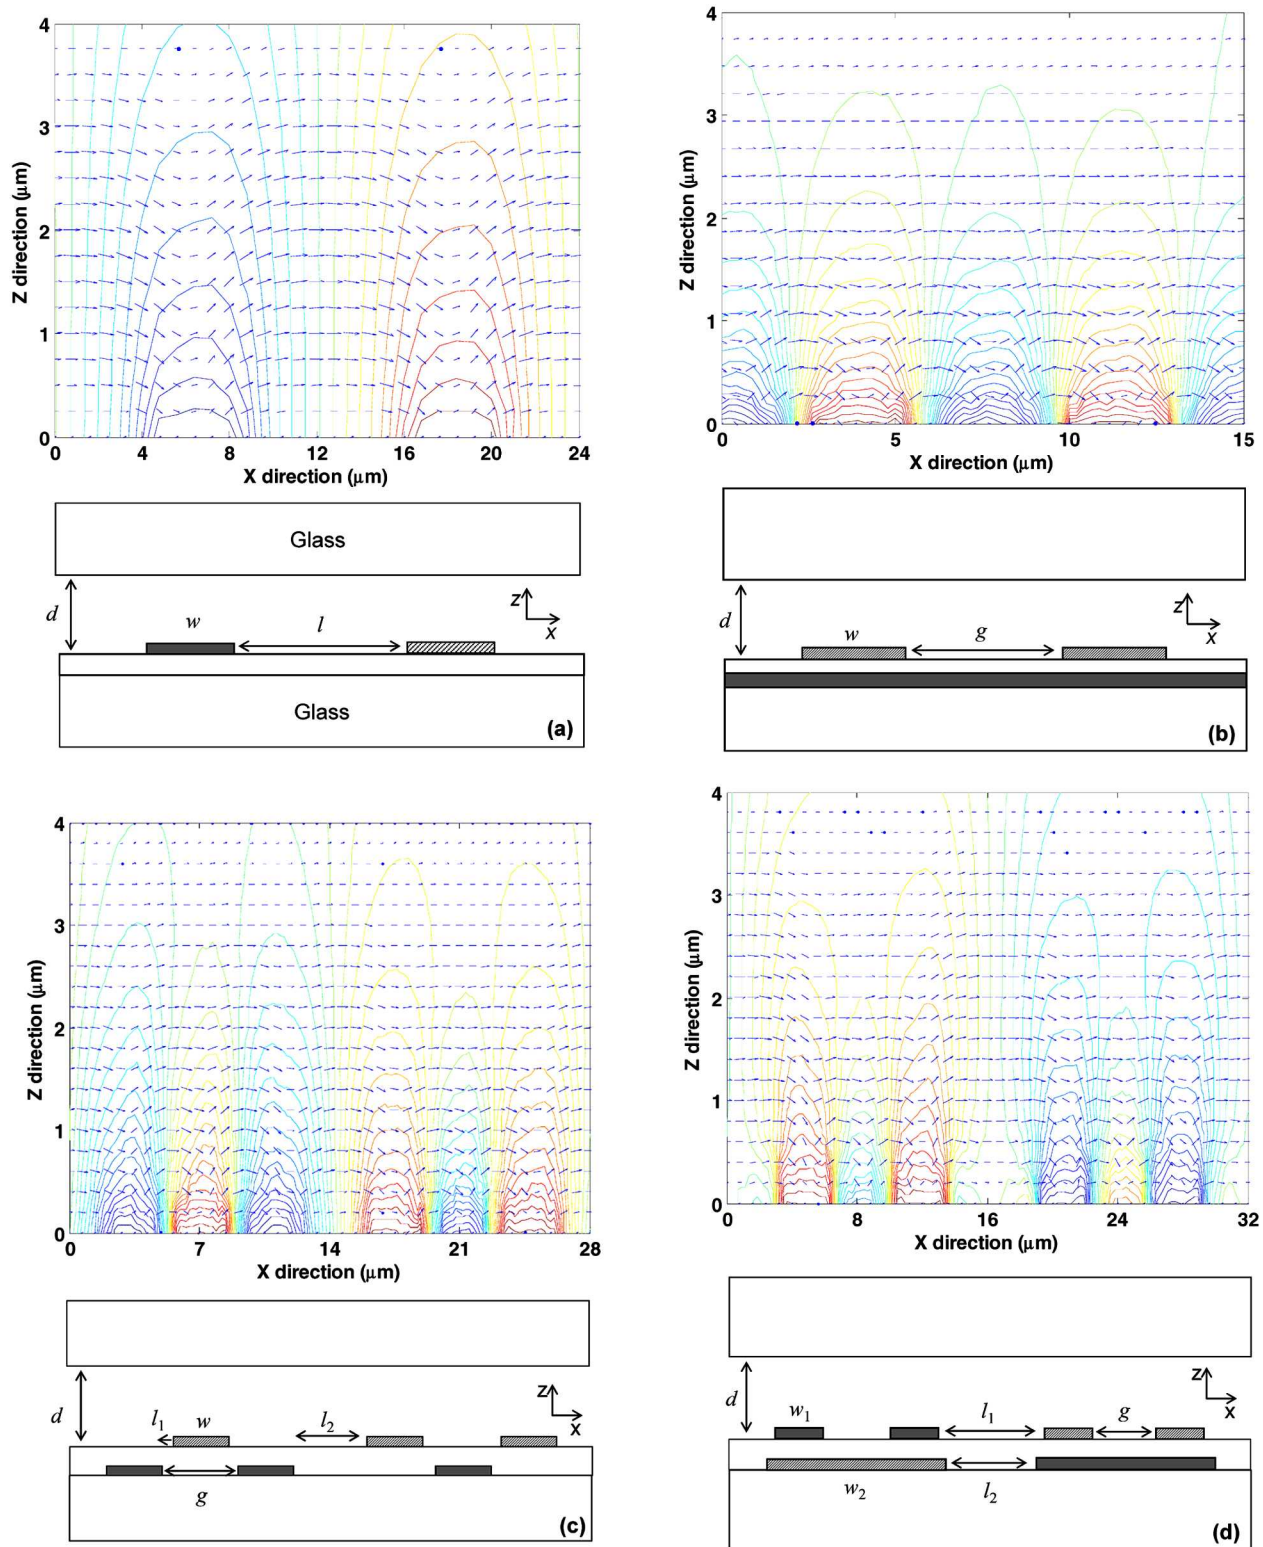 4
3
2
1
0
Z direction (μm)
0 4 8 12 16 20 24
X direction (μm)
Glass
d
w
l
z
x
Glass
(a)
4
3
2
1
0
Z direction (μm)
0 5 10 15
X direction (μm)
d
w
g
z
x
(b)
4
3
2
1
0
Z direction (μm)
0 7 14 21 28
X direction (μm)
d
l1
w
l2
z
x
g
(c)
4
3
2
1
0
Z direction (μm)
0 8 16 24 32
X direction (μm)
d
w1
l1
g
z
x
w2
l2
(d)